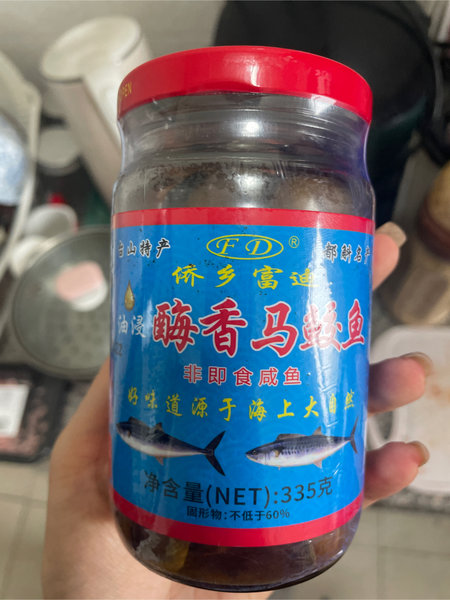 OPEN
台山特产
FD®
都斛名产
侨乡富迪
油浸
酶香马鲛鱼
非即食咸鱼
好味道源于海上大自然
净含量(NET):335克
固形物:不低于60%